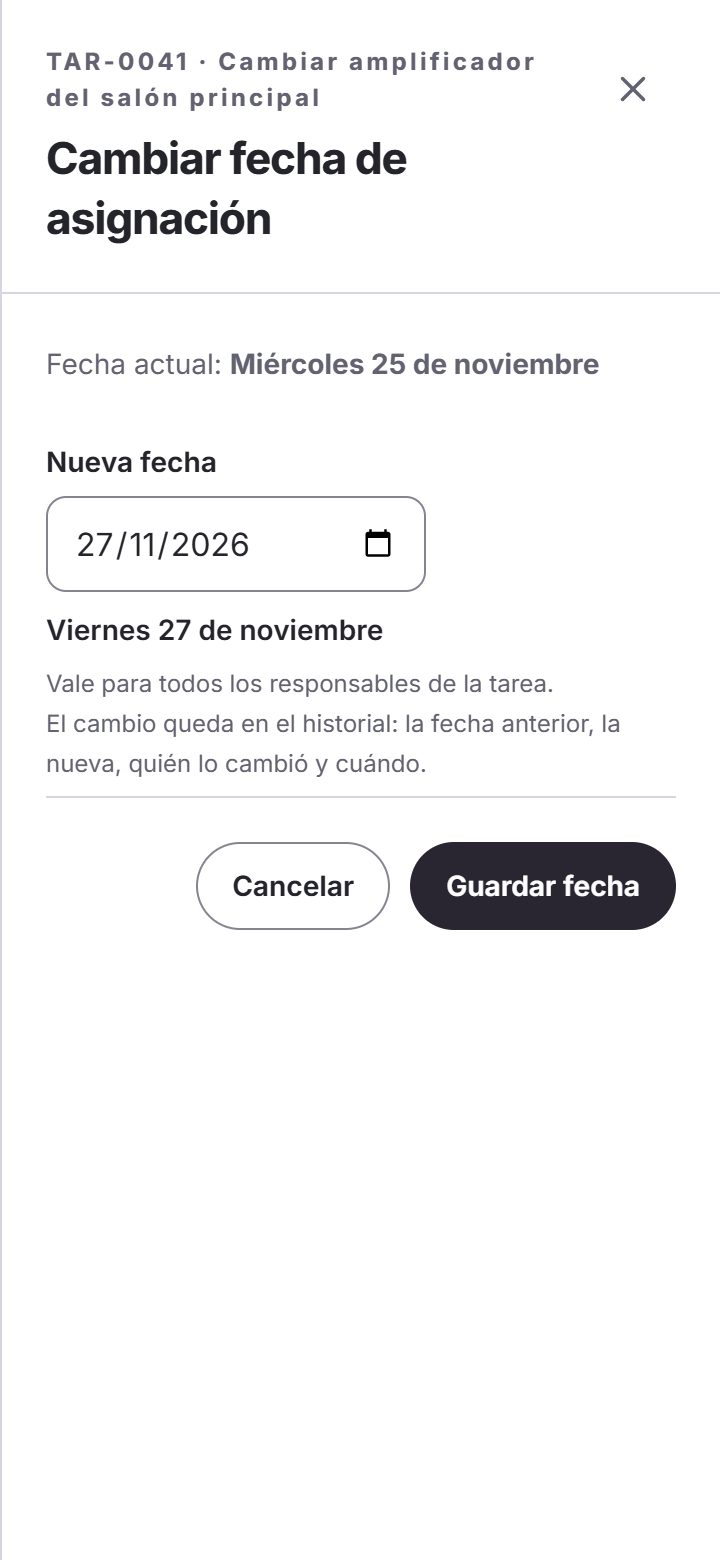 TAR-0041 · Cambiar amplificador
del salón principal
Cambiar fecha de
asignación
Fecha actual: Miércoles 25 de noviembre
Nueva fecha
27/11/2026
Viernes 27 de noviembre
Vale para todos los responsables de la tarea.
El cambio queda en el historial: la fecha anterior, la
nueva, quién lo cambió y cuándo.
Cancelar
Guardar fecha